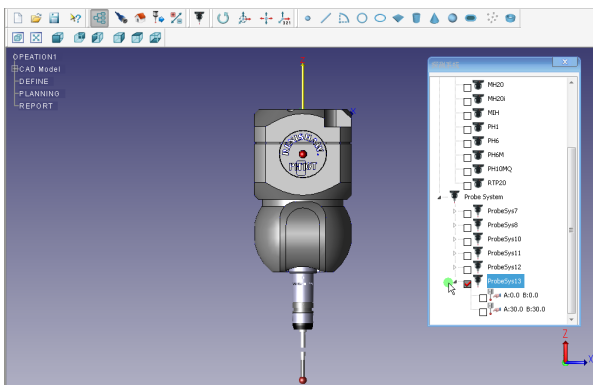 OPEATION1
CAD Model
DEFINE
PLANNING
REPORT
RENISHAW
X
MH20
MH20i
MIH
PH1
PH6
PH6M
PH10MQ
RTP20
Probe System
ProbeSys7
ProbeSys8
ProbeSys10
ProbeSys11
ProbeSys12
ProbeSys13
A:0.0 B:0.0
A:30.0 B:30.0
Z
X